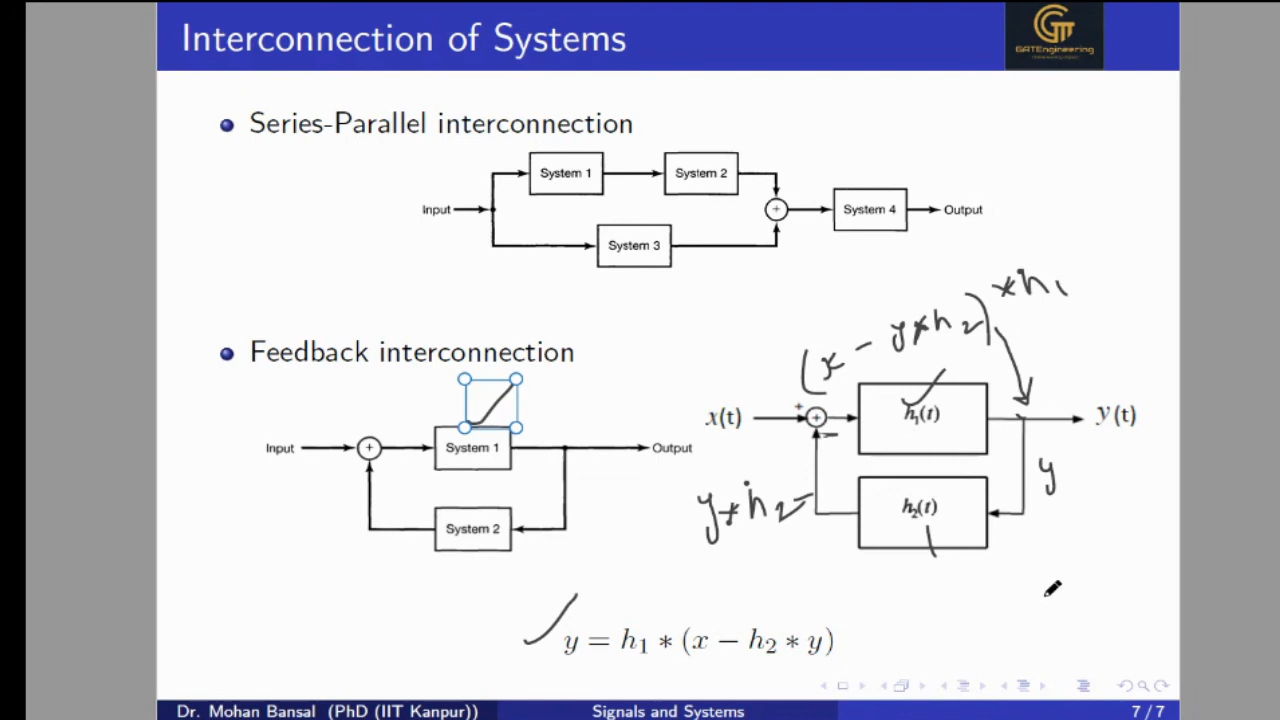 Interconnection of Systems
GATEngineering
Series-Parallel interconnection
System 1
System 2
Input
+
System 4
Output
System 3
* h1
(x - y * h2)
Feedback interconnection
+
x(t)
h1(t)
y(t)
Input
+
System 1
Output
-
y
y * h2
h2(t)
System 2
y = h1 * (x − h2 * y)
Dr. Mohan Bansal (PhD (IIT Kanpur))
Signals and Systems
7 / 7